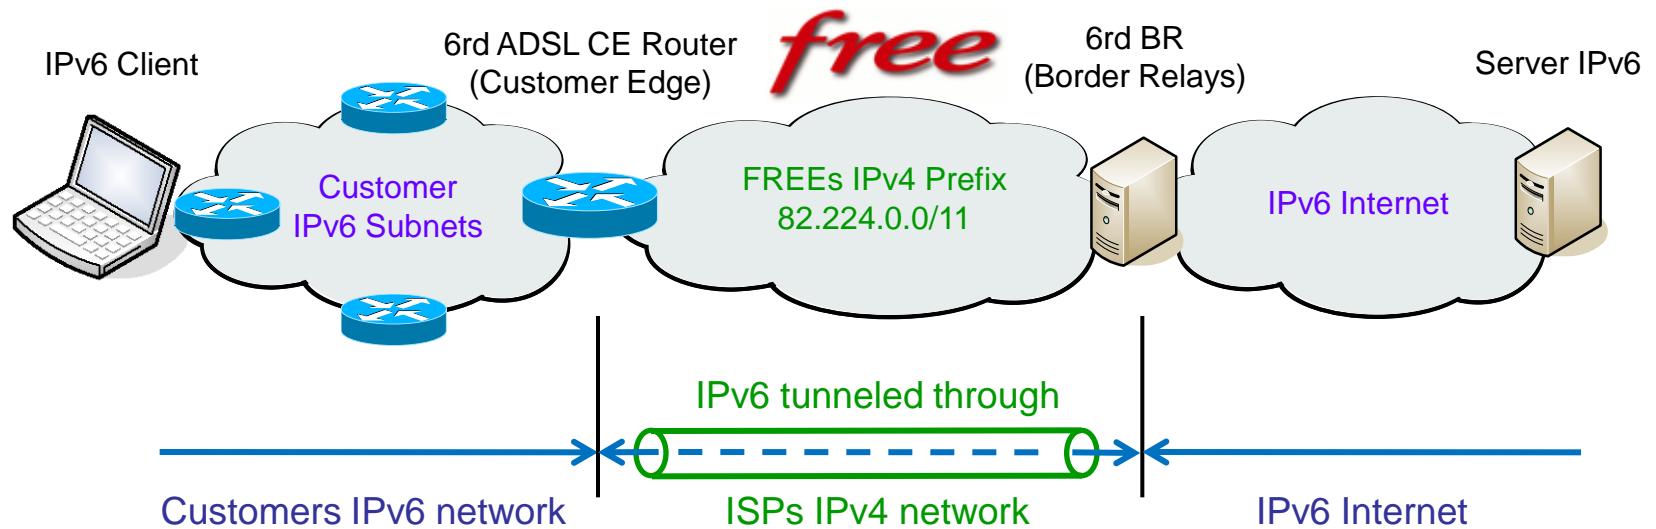 IPv6 Client
6rd ADSL CE Router
(Customer Edge)
free
6rd BR
(Border Relays)
Server IPv6
Customer
IPv6 Subnets
FREEs IPv4 Prefix
82.224.0.0/11
IPv6 Internet
IPv6 tunneled through
Customers IPv6 network
ISPs IPv4 network
IPv6 Internet